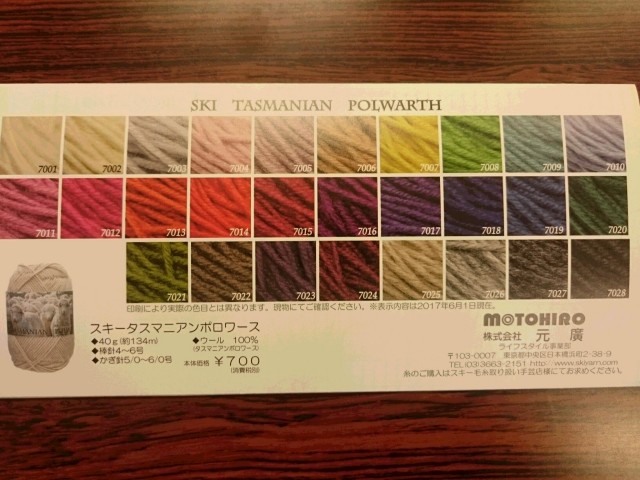 SKI TASMANIAN POLWARTH
7001 7002 7003 7004 7005 7006 7007 7008 7009 7010
7011 7012 7013 7014 7015 7016 7017 7018 7019 7020
7021 7022 7023 7024 7025 7026 7027 7028
印刷により実際の色目とは異なります。現物にてご確認ください。※表示内容は2017年6月1日現在。
スキータスマニアンポロワース
◆40g(約134m) ◆ウール 100%
(タスマニアンポロワース)
◆棒針4〜6号
◆かぎ針5/0〜6/0号 本体価格 ¥700
(消費税別)
MOTOHIRO
株式会社 元廣
ライフスタイル事業部
〒103-0007 東京都中央区日本橋浜町2-38-9
TEL(03)3663-2151 http://www.skiyarn.com
糸のご購入はスキー毛糸取り扱い手芸店様にてお求めください。